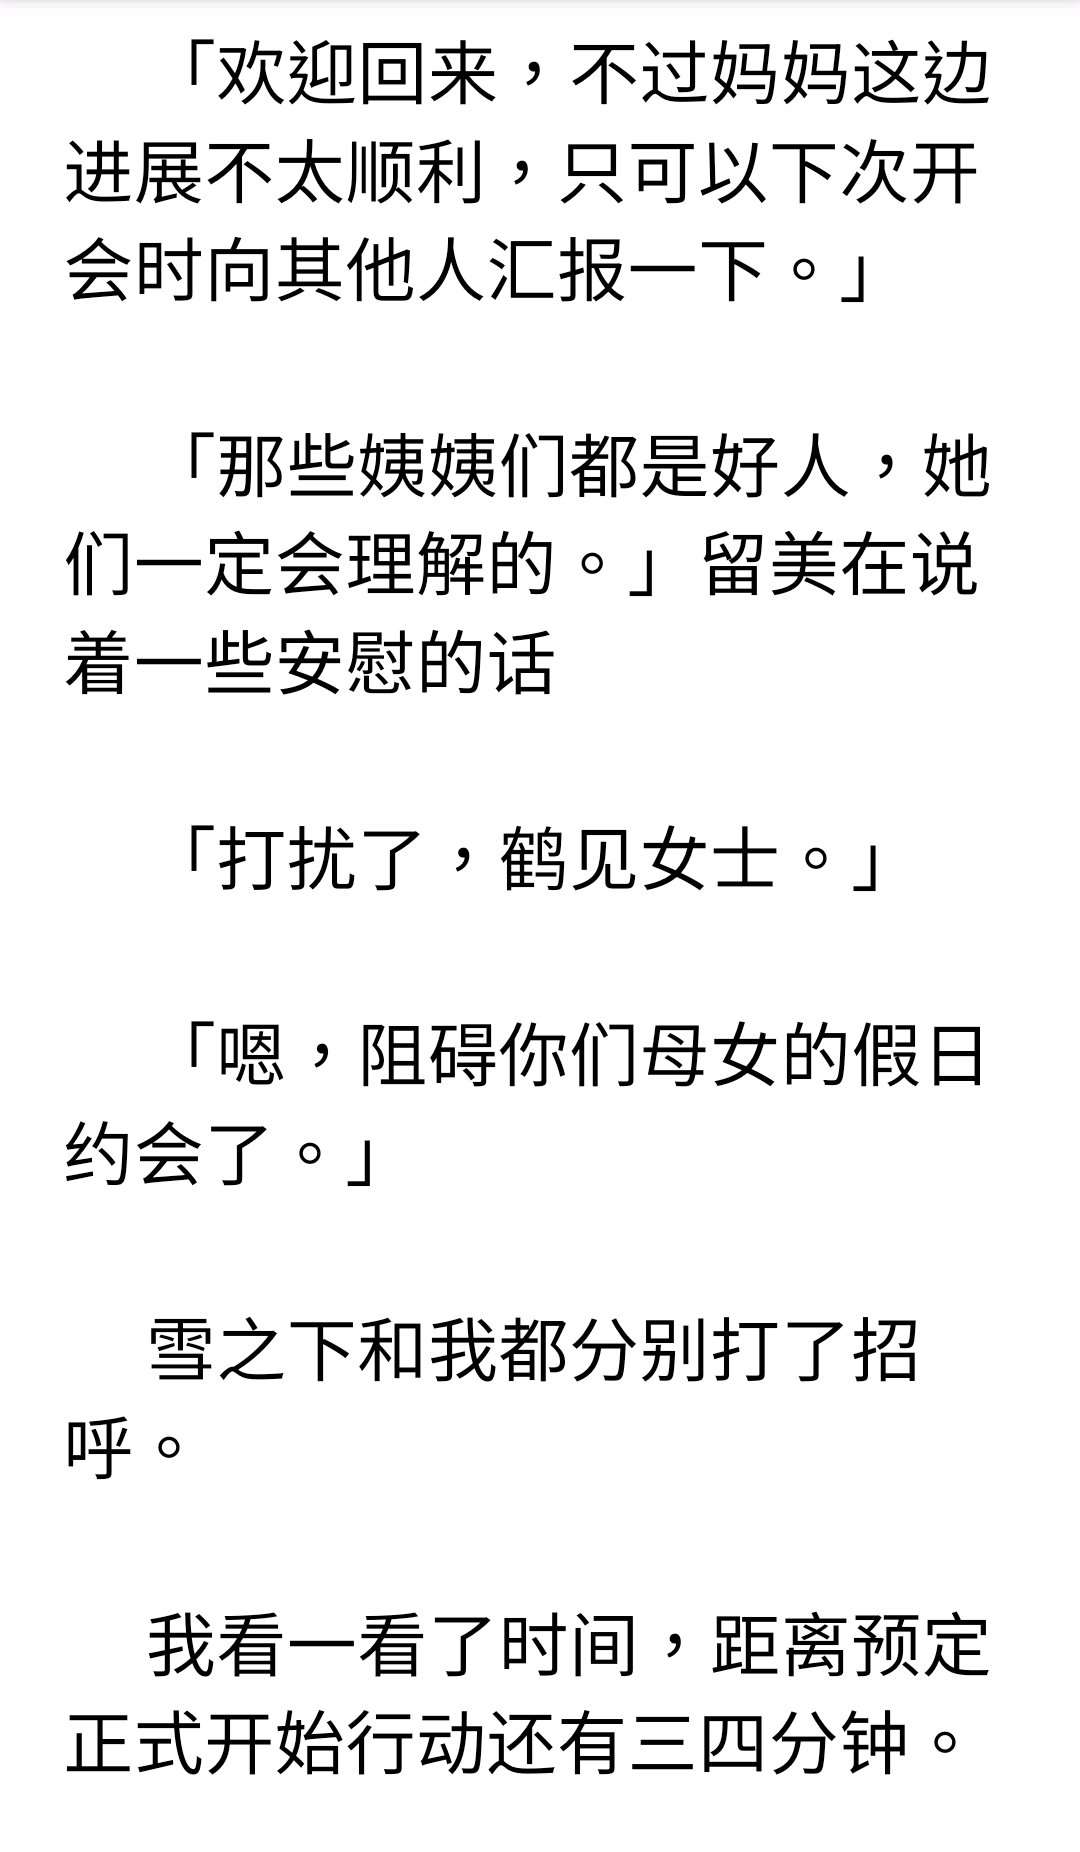 「欢迎回来，不过妈妈这边
进展不太顺利，只可以下次开
会时向其他人汇报一下。」
「那些姨姨们都是好人，她
们一定会理解的。」留美在说
着一些安慰的话
「打扰了，鹤见女士。」
「嗯，阻碍你们母女的假日
约会了。」
雪之下和我都分别打了招
呼。
我看一看了时间，距离预定
正式开始行动还有三四分钟。